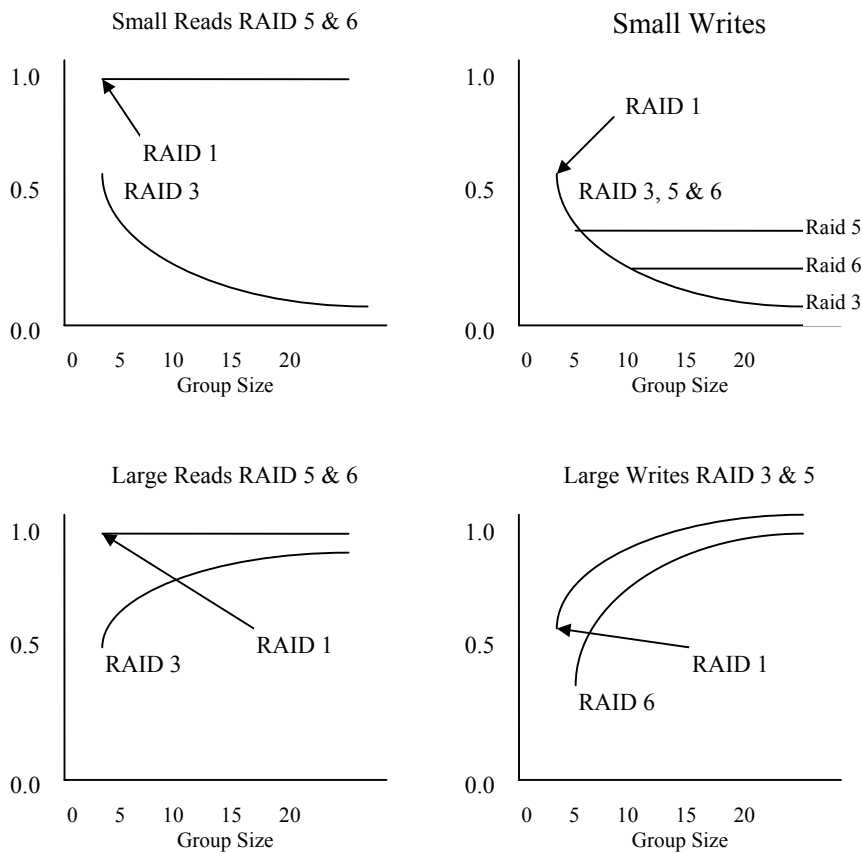 Small Reads RAID 5 & 6
1.0
RAID 1
0.5
RAID 3
0.0
0 5 10 15 20
Group Size
Small Writes
1.0
RAID 1
0.5
RAID 3, 5 & 6
Raid 5
Raid 6
Raid 3
0.0
0 5 10 15 20
Group Size
Large Reads RAID 5 & 6
1.0
0.5
RAID 1
RAID 3
0.0
0 5 10 15 20
Group Size
Large Writes RAID 3 & 5
1.0
0.5
RAID 1
RAID 6
0.0
0 5 10 15 20
Group Size